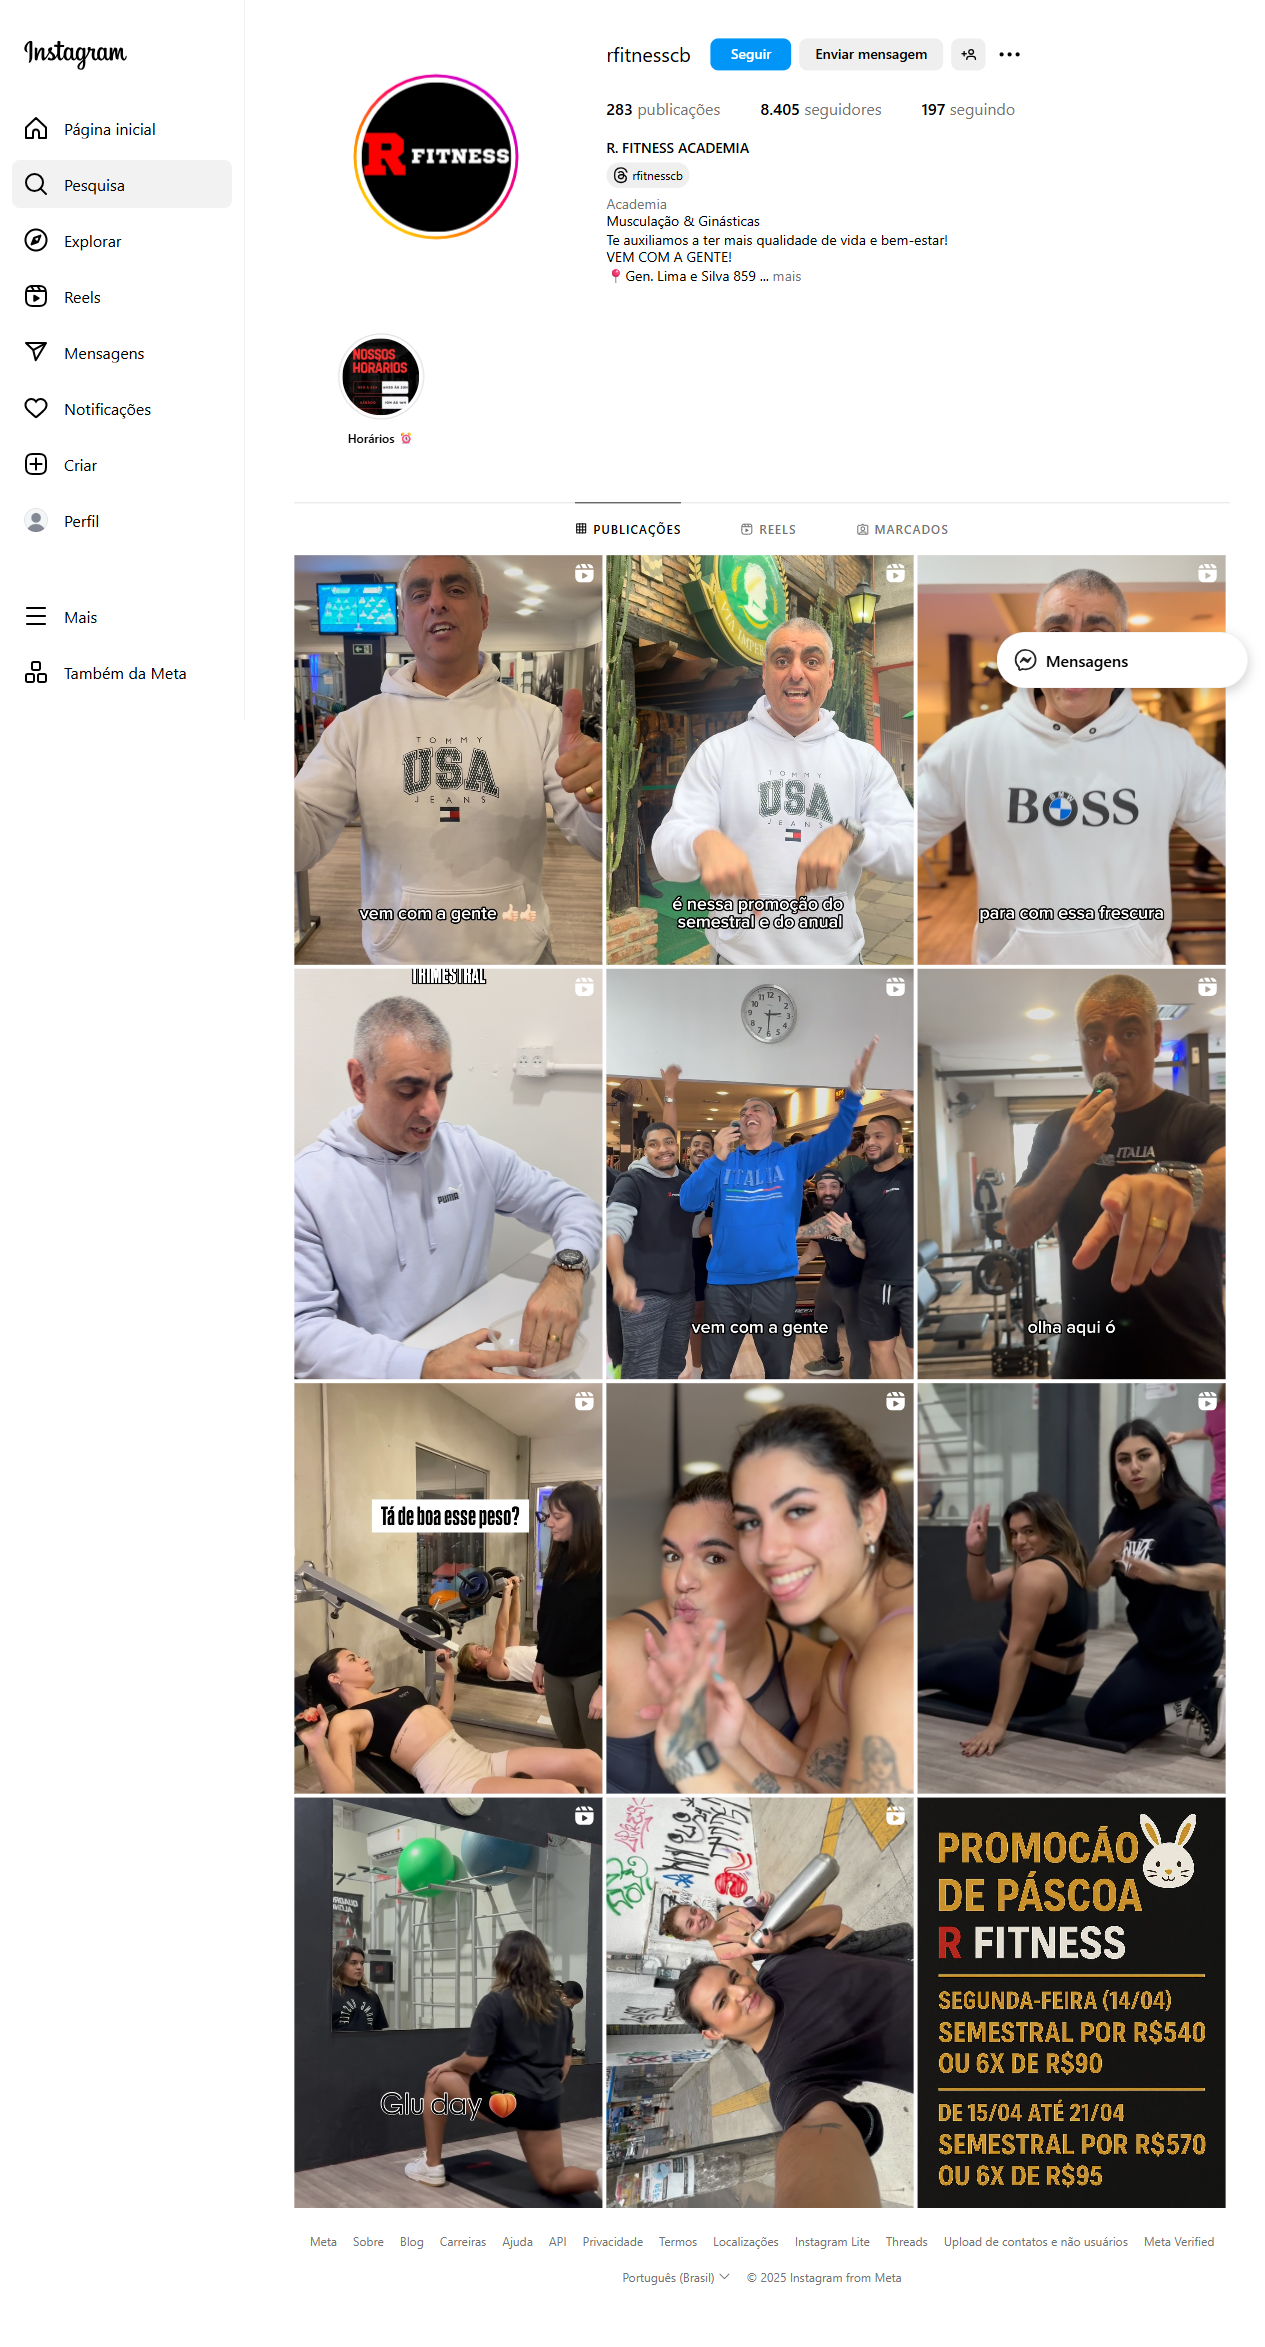 Instagram
Página inicial
Pesquisa
Explorar
Reels
Mensagens
Notificações
Criar
Perfil
Mais
Também da Meta
R FITNESS
rfitnesscb
Seguir
Enviar mensagem
283 publicações
8.405 seguidores
197 seguindo
R. FITNESS ACADEMIA
rfitnesscb
Academia
Musculação & Ginásticas
Te auxiliamos a ter mais qualidade de vida e bem-estar!
VEM COM A GENTE!
📍Gen. Lima e Silva 859 ... mais
NOSSOS
HORÁRIOS
Horários ⏰
PUBLICAÇÕES
REELS
MARCADOS
TOMMY
USA
JEANS
vem com a gente 👍🏻👍🏻
TOMMY
USA
JEANS
é nessa promoção do
semestral e do anual
Mensagens
BMW
BOSS
para com essa frescura
TRIMESTRAL
PUMA
ITALIA
vem com a gente
ITALIA
olha aqui ó
Tá de boa esse peso?
Glu day 🍑
PROMOCÁO
DE PÁSCOA
R FITNESS
SEGUNDA-FEIRA (14/04)
SEMESTRAL POR R$540
OU 6X DE R$90
DE 15/04 ATÉ 21/04
SEMESTRAL POR R$570
OU 6X DE R$95
Meta
Sobre
Blog
Carreiras
Ajuda
API
Privacidade
Termos
Localizações
Instagram Lite
Threads
Upload de contatos e não usuários
Meta Verified
Português (Brasil)
© 2025 Instagram from Meta